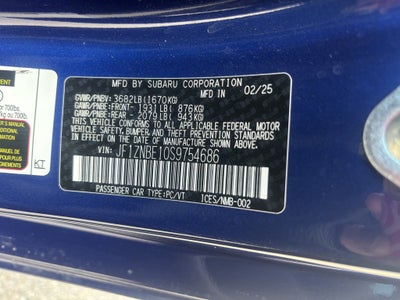 MFD. BY SUBARU CORPORATION 02/25
GVWR/PNBV: 3682LB(1670KG)
GAWR/PNBE:FRONT- 1931LB( 876KG)
GAWR/PNBE:REAR - 2079LB( 943KG)
THIS VEHICLE CONFORMS TO ALL APPLICABLE FEDERAL MOTOR
VEHICLE SAFETY, BUMPER, AND THEFT PREVENTION STANDARDS
IN EFFECT ON THE DATE OF MANUFACTURE SHOWN ABOVE.
VIN: JF1ZNBE10S9754686
PASSENGER CAR TYPE:PC/VT ICES/NMB-002
KT